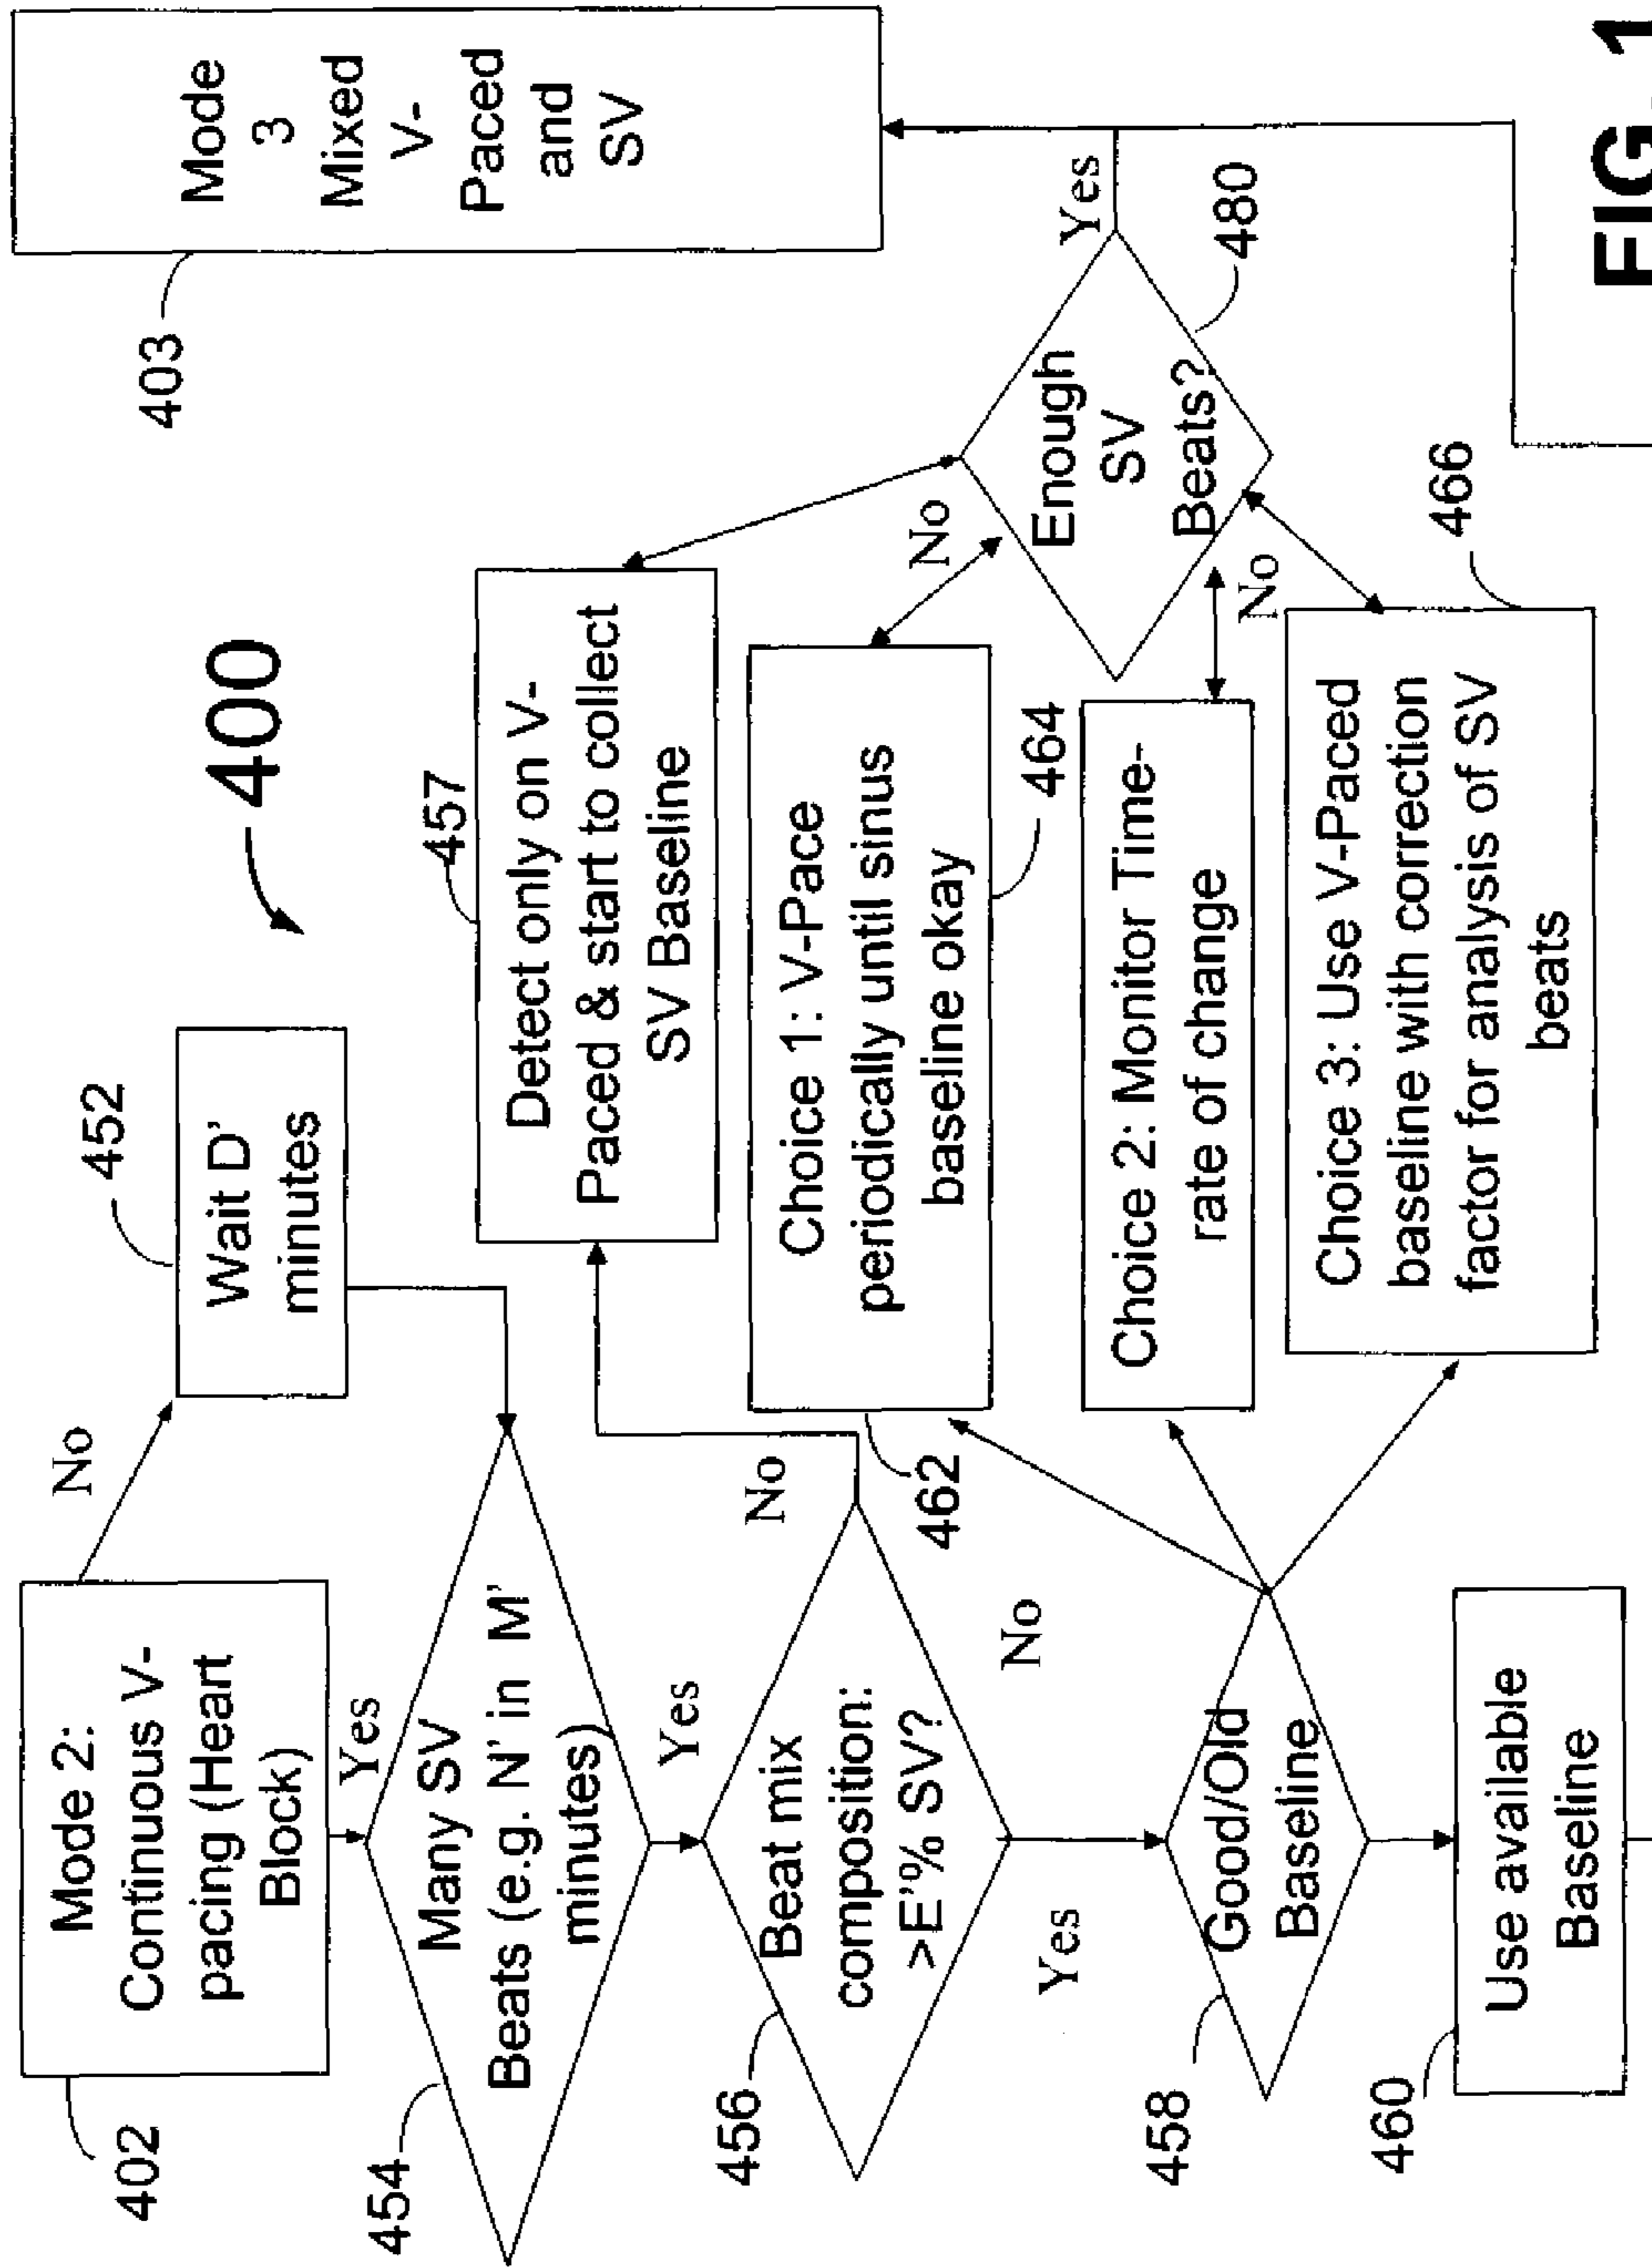 400
402
Mode 2:
Continuous V-
pacing (Heart
Block)
No
452
Wait D'
minutes
403
Mode
3
Mixed
V-
Paced
and
SV
Yes
454
Many SV
Beats (e.g. N' in M'
minutes)
457
Detect only on V-
Paced & start to collect
SV Baseline
Yes
456
Beat mix
composition:
>E'% SV?
No
462
Choice 1: V-Pace
periodically until sinus
baseline okay
464
No
Enough
SV
Beats?
Yes
480
Yes
No
458
Good/Old
Baseline
Choice 2: Monitor Time-
rate of change
No
Choice 3: Use V-Paced
baseline with correction
factor for analysis of SV
beats
466
460
Use available
Baseline